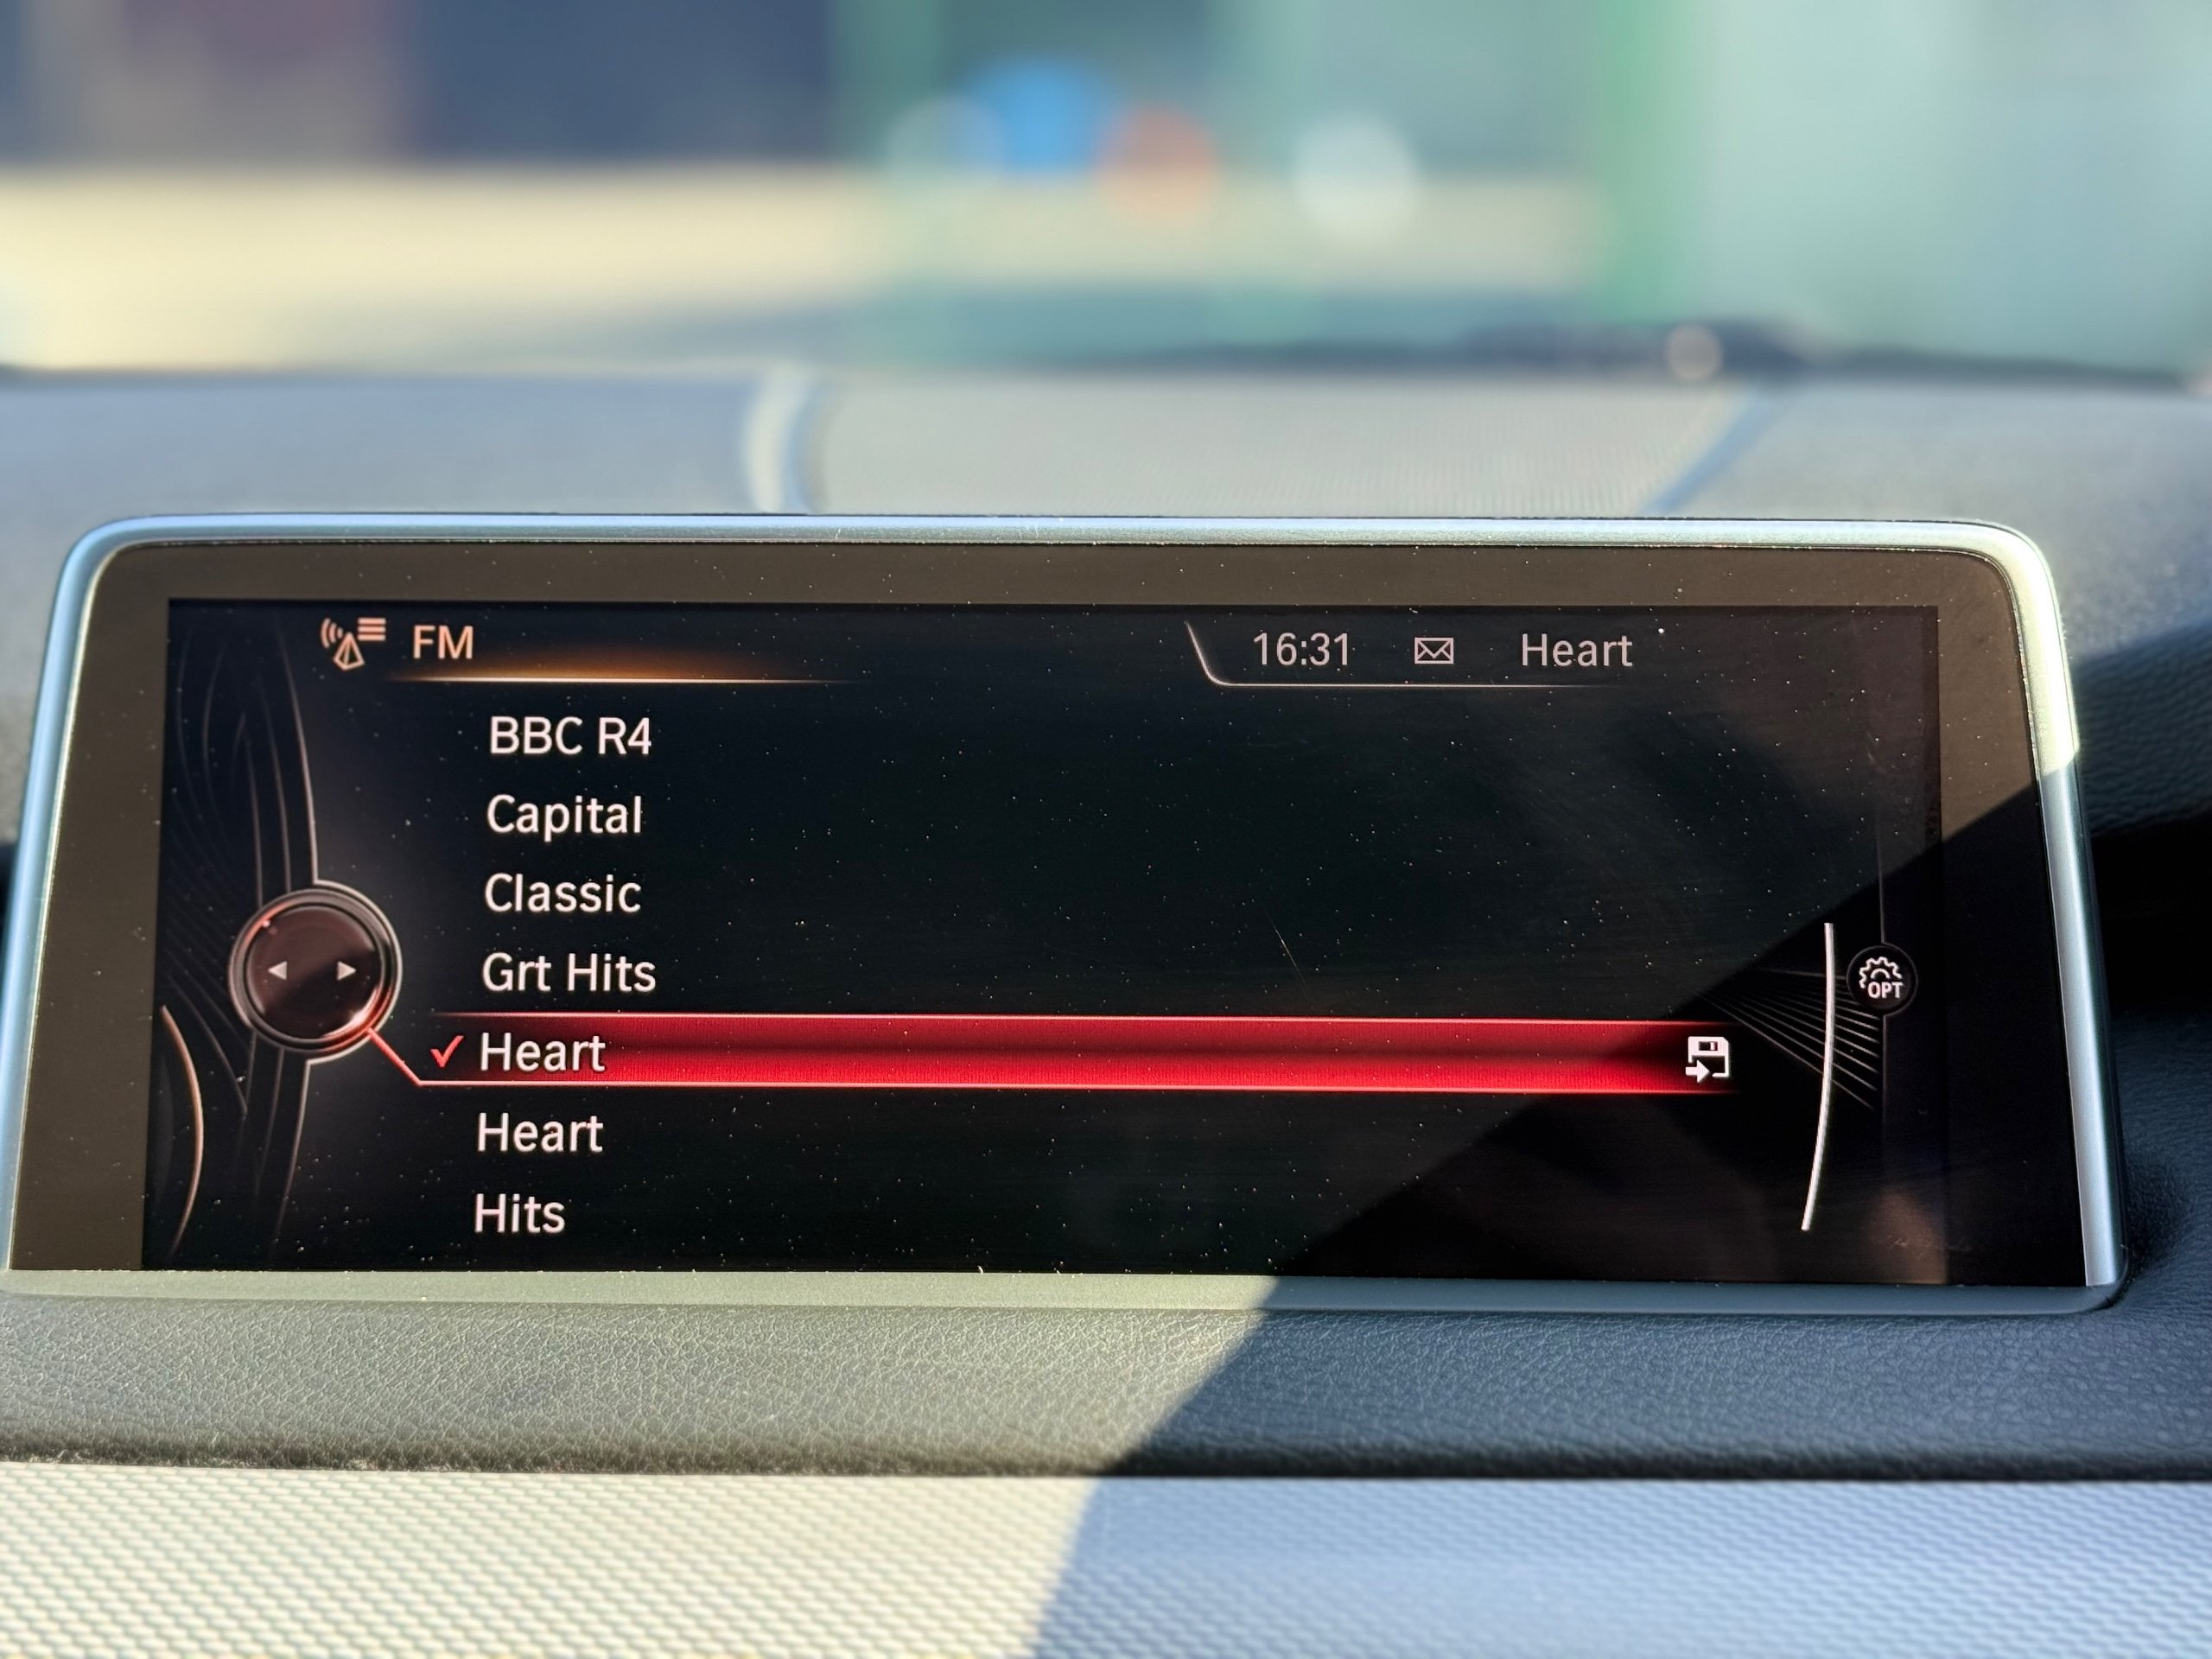 FM
16:31 Heart
BBC R4
Capital
Classic
Grt Hits
Heart
Heart
Hits
OPT